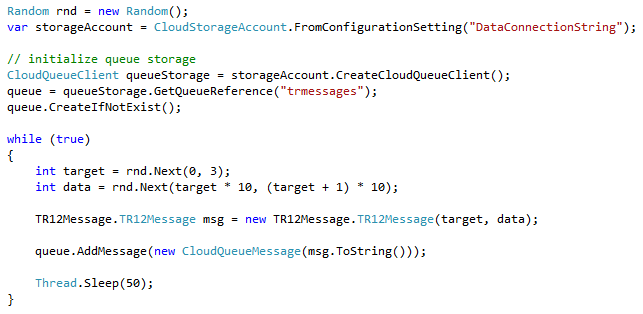 Random rnd = new Random();
var storageAccount = CloudStorageAccount.FromConfigurationSetting("DataConnectionString");

// initialize queue storage
CloudQueueClient queueStorage = storageAccount.CreateCloudQueueClient();
queue = queueStorage.GetQueueReference("trmessages");
queue.CreateIfNotExist();

while (true)
{
    int target = rnd.Next(0, 3);
    int data = rnd.Next(target * 10, (target + 1) * 10);

    TR12Message.TR12Message msg = new TR12Message.TR12Message(target, data);

    queue.AddMessage(new CloudQueueMessage(msg.ToString()));

    Thread.Sleep(50);
}